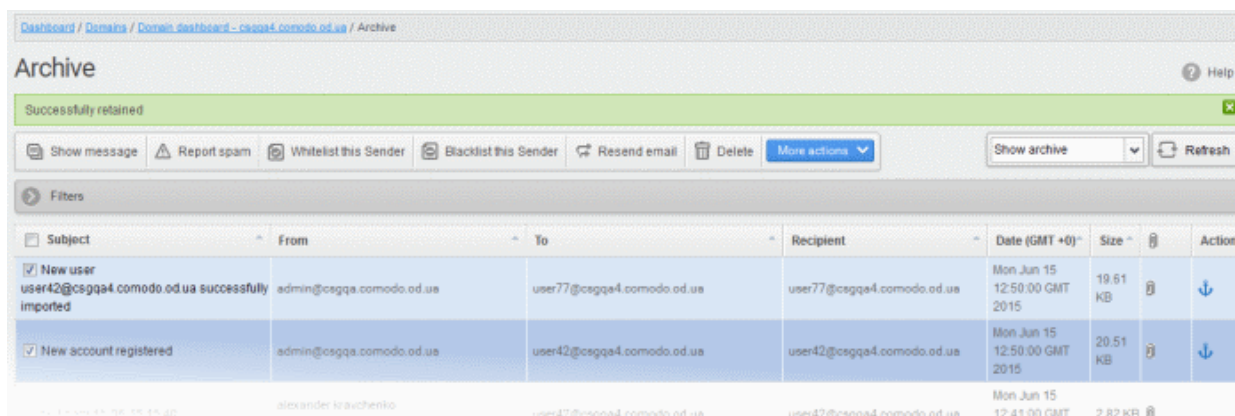 Dashboard / Domains / Domain dashboard - csgqa4.comodo.od.ua / Archive
Archive
Help
Successfully retained
Show message Report spam Whitelist this Sender Blacklist this Sender Resend email Delete More actions Show archive Refresh
Filters
Subject From To Recipient Date (GMT +0) Size Action
New user
user42@csgqa4.comodo.od.ua successfully
imported
admin@csgqa.comodo.od.ua
user77@csgqa4.comodo.od.ua
user77@csgqa4.comodo.od.ua
Mon Jun 15
12:50:00 GMT
2015
19.61
KB
New account registered
admin@csgqa.comodo.od.ua
user42@csgqa4.comodo.od.ua
user42@csgqa4.comodo.od.ua
Mon Jun 15
12:50:00 GMT
2015
20.51
KB
alexander kravchenko
user42@csgqa4.comodo.od.ua
user42@csgqa4.comodo.od.ua
Mon Jun 15
12:41:00 GMT
2.82 KB